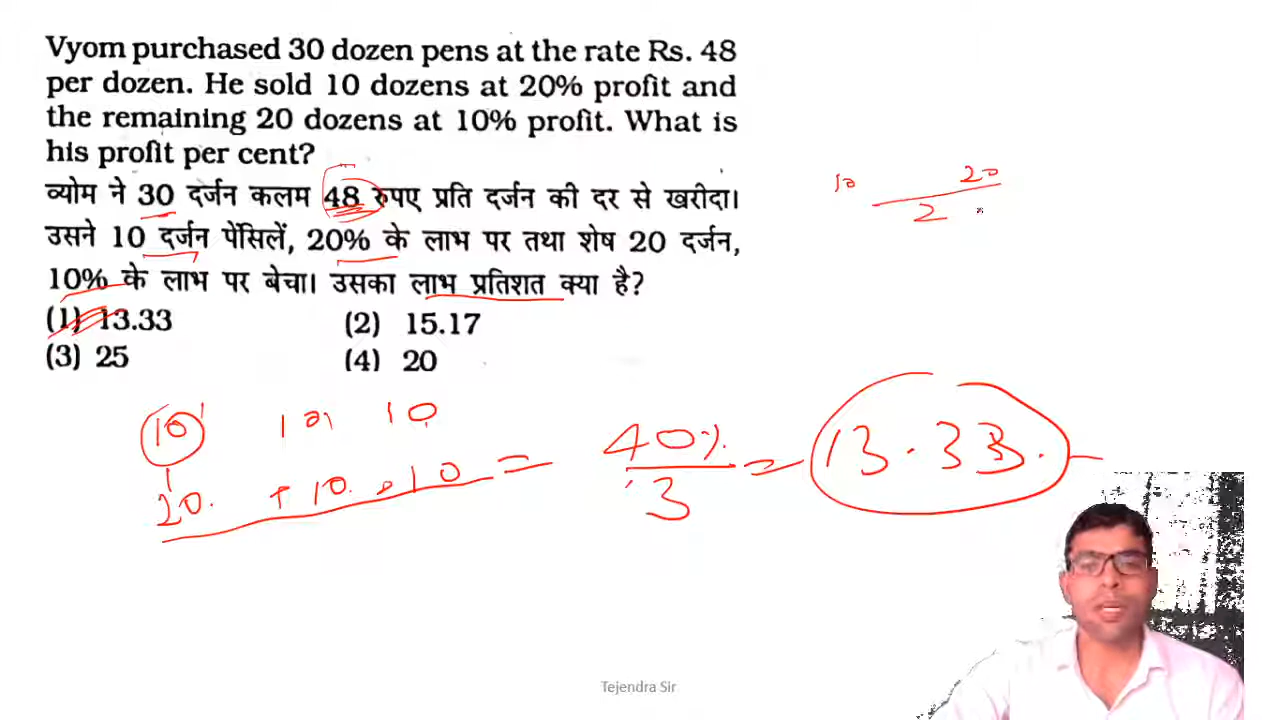 Vyom purchased 30 dozen pens at the rate Rs. 48
per dozen. He sold 10 dozens at 20% profit and
the remaining 20 dozens at 10% profit. What is
his profit per cent?
व्योम ने 30 दर्जन कलम 48 रुपए प्रति दर्जन की दर से खरीदा।
उसने 10 दर्जन पेंसिलें, 20% के लाभ पर तथा शेष 20 दर्जन,
10% के लाभ पर बेचा। उसका लाभ प्रतिशत क्या है?
(1) 13.33 (2) 15.17
(3) 25 (4) 20
10 20
2
10 10 10
20 + 10 + 10 = 40% / 3 = 13.33
Tejendra Sir